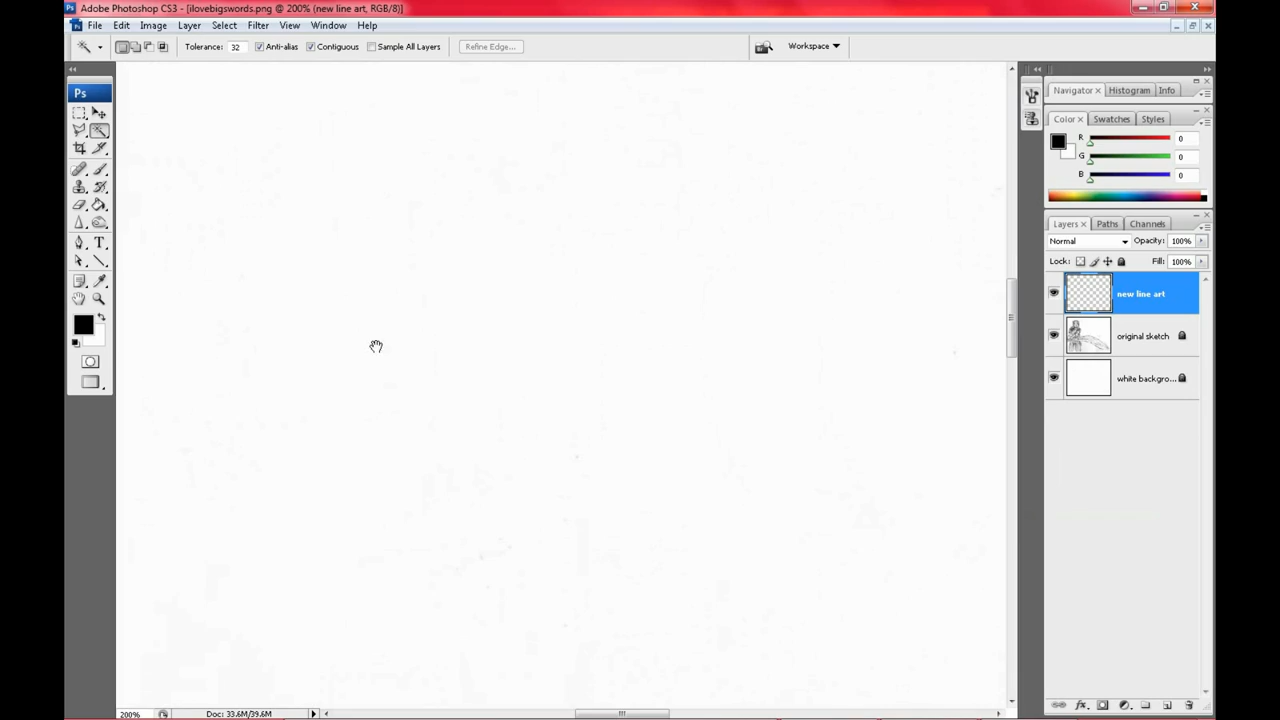 Adobe Photoshop CS3 - [ilovebigswords.png @ 200% (new line art, RGB/8)]
File Edit Image Layer Select Filter View Window Help
Tolerance: 32 Anti-alias Contiguous Sample All Layers Refine Edge... Workspace
Ps
Navigator × Histogram Info
Color × Swatches Styles
R 0
G 0
B 0
Layers × Paths Channels
Normal Opacity: 100%
Lock: Fill: 100%
new line art
original sketch
white backgro...
200% Doc: 33.6M/39.6M